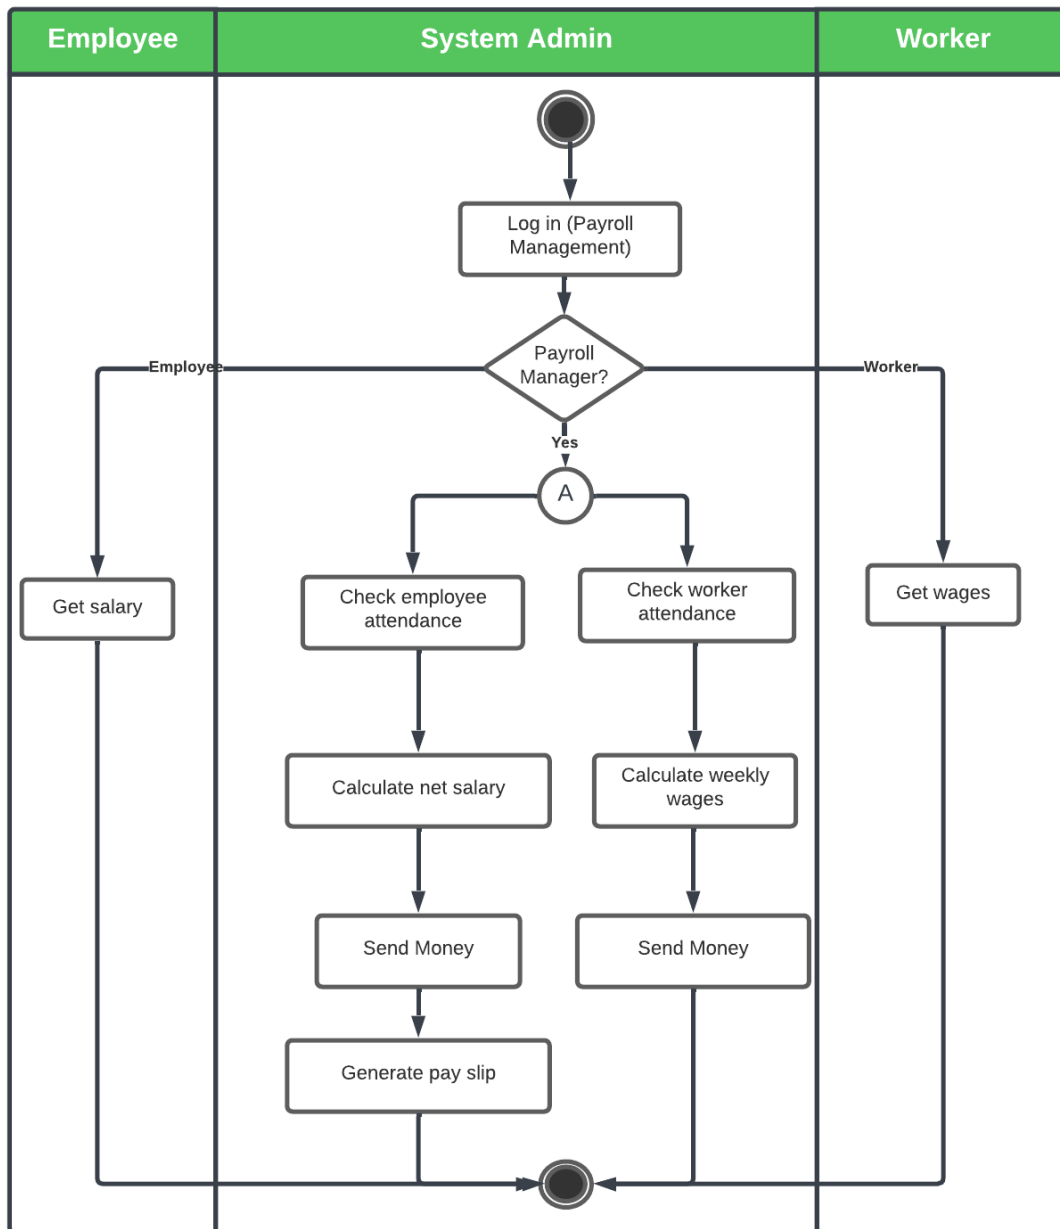 Employee
System Admin
Worker
Log in (Payroll
Management)
Payroll
Manager?
Employee
Worker
Yes
A
Get salary
Check employee
attendance
Check worker
attendance
Get wages
Calculate net salary
Calculate weekly
wages
Send Money
Send Money
Generate pay slip